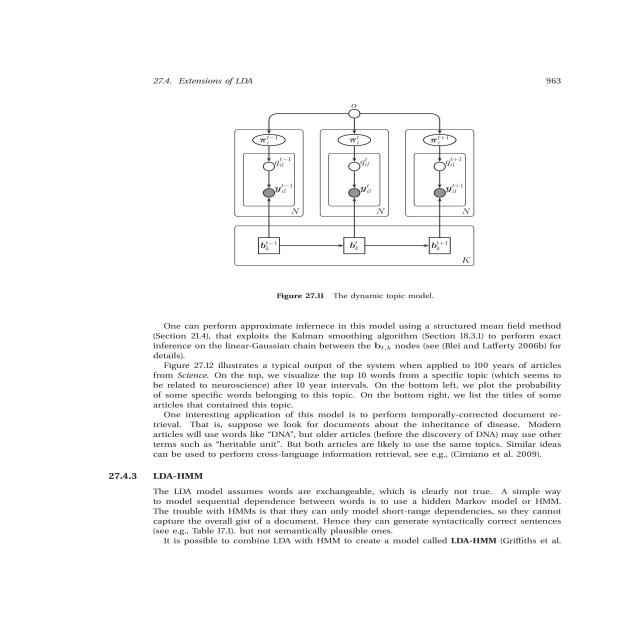 27.4. Extensions of LDA 963
α
π_i^{t−1} π_i^{t} π_i^{t+1}
q_{il}^{t−1} q_{il}^{t} q_{il}^{t+1}
y_{il}^{t−1} y_{il}^{t} y_{il}^{t+1}
N N N
b_k^{t−1} b_k^{t} b_k^{t+1}
K
Figure 27.11 The dynamic topic model.
One can perform approximate infernece in this model using a structured mean field method
(Section 21.4), that exploits the Kalman smoothing algorithm (Section 18.3.1) to perform exact
inference on the linear-Gaussian chain between the b_{t,k} nodes (see (Blei and Lafferty 2006b) for
details).
Figure 27.12 illustrates a typical output of the system when applied to 100 years of articles
from Science. On the top, we visualize the top 10 words from a specific topic (which seems to
be related to neuroscience) after 10 year intervals. On the bottom left, we plot the probability
of some specific words belonging to this topic. On the bottom right, we list the titles of some
articles that contained this topic.
One interesting application of this model is to perform temporally-corrected document re-
trieval. That is, suppose we look for documents about the inheritance of disease. Modern
articles will use words like “DNA”, but older articles (before the discovery of DNA) may use other
terms such as “heritable unit”. But both articles are likely to use the same topics. Similar ideas
can be used to perform cross-language information retrieval, see e.g., (Cimiano et al. 2009).
27.4.3 LDA-HMM
The LDA model assumes words are exchangeable, which is clearly not true. A simple way
to model sequential dependence between words is to use a hidden Markov model or HMM.
The trouble with HMMs is that they can only model short-range dependencies, so they cannot
capture the overall gist of a document. Hence they can generate syntactically correct sentences
(see e.g., Table 17.1). but not semantically plausible ones.
It is possible to combine LDA with HMM to create a model called LDA-HMM (Griffiths et al.